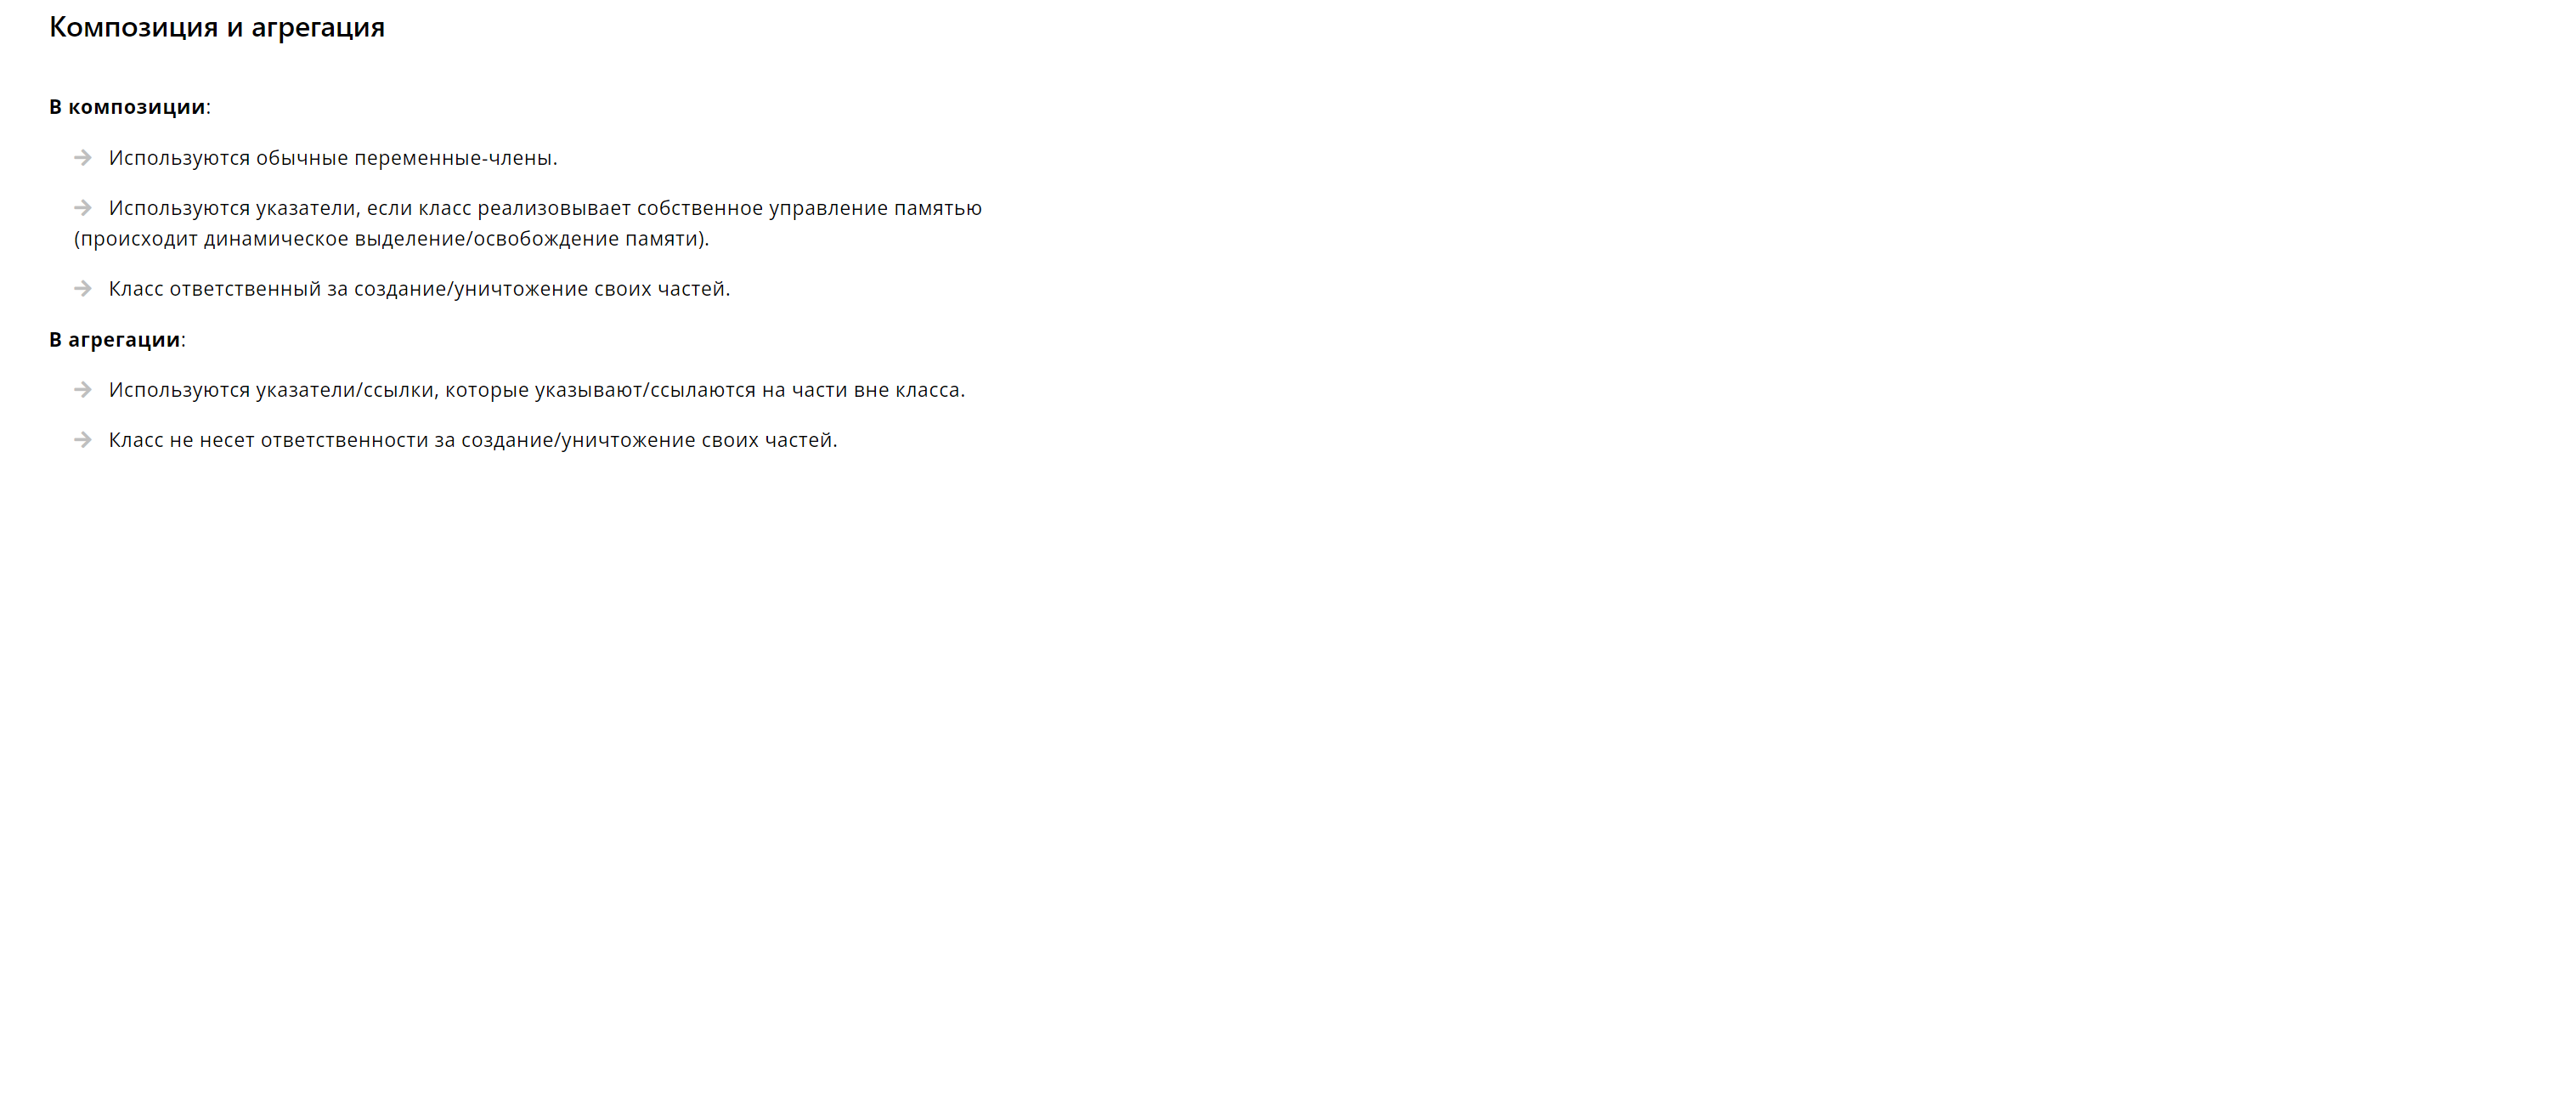 Композиция и агрегация
В композиции:
Используются обычные переменные-члены.
Используются указатели, если класс реализовывает собственное управление памятью
(происходит динамическое выделение/освобождение памяти).
Класс ответственный за создание/уничтожение своих частей.
В агрегации:
Используются указатели/ссылки, которые указывают/ссылаются на части вне класса.
Класс не несет ответственности за создание/уничтожение своих частей.